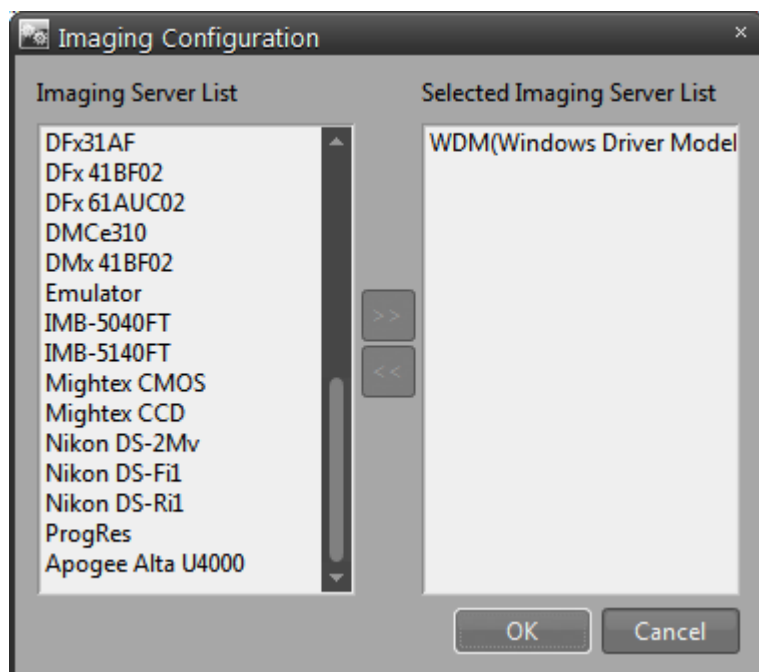 Imaging Configuration
Imaging Server List
DFx31AF
DFx 41BF02
DFx 61AUC02
DMCe310
DMx 41BF02
Emulator
IMB-5040FT
IMB-5140FT
Mightex CMOS
Mightex CCD
Nikon DS-2Mv
Nikon DS-Fi1
Nikon DS-Ri1
ProgRes
Apogee Alta U4000
>>
<<
Selected Imaging Server List
WDM(Windows Driver Model
OK
Cancel